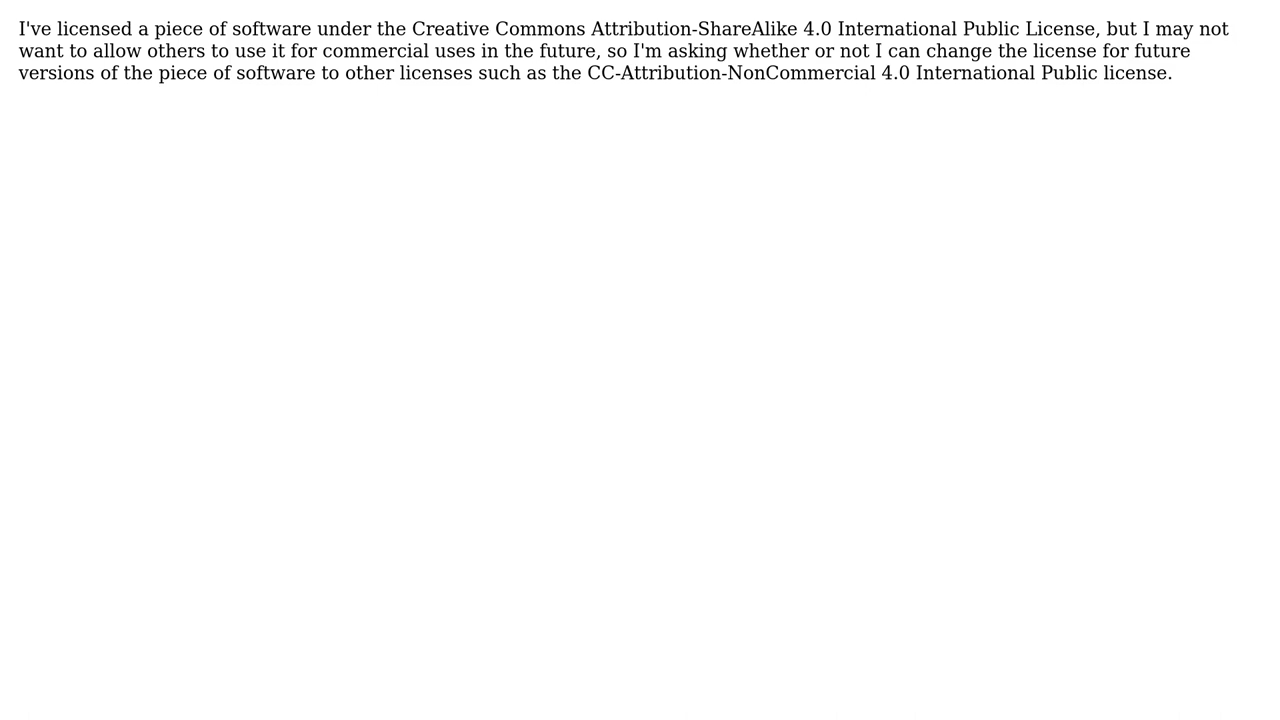 I've licensed a piece of software under the Creative Commons Attribution-ShareAlike 4.0 International Public License, but I may not
want to allow others to use it for commercial uses in the future, so I'm asking whether or not I can change the license for future
versions of the piece of software to other licenses such as the CC-Attribution-NonCommercial 4.0 International Public license.